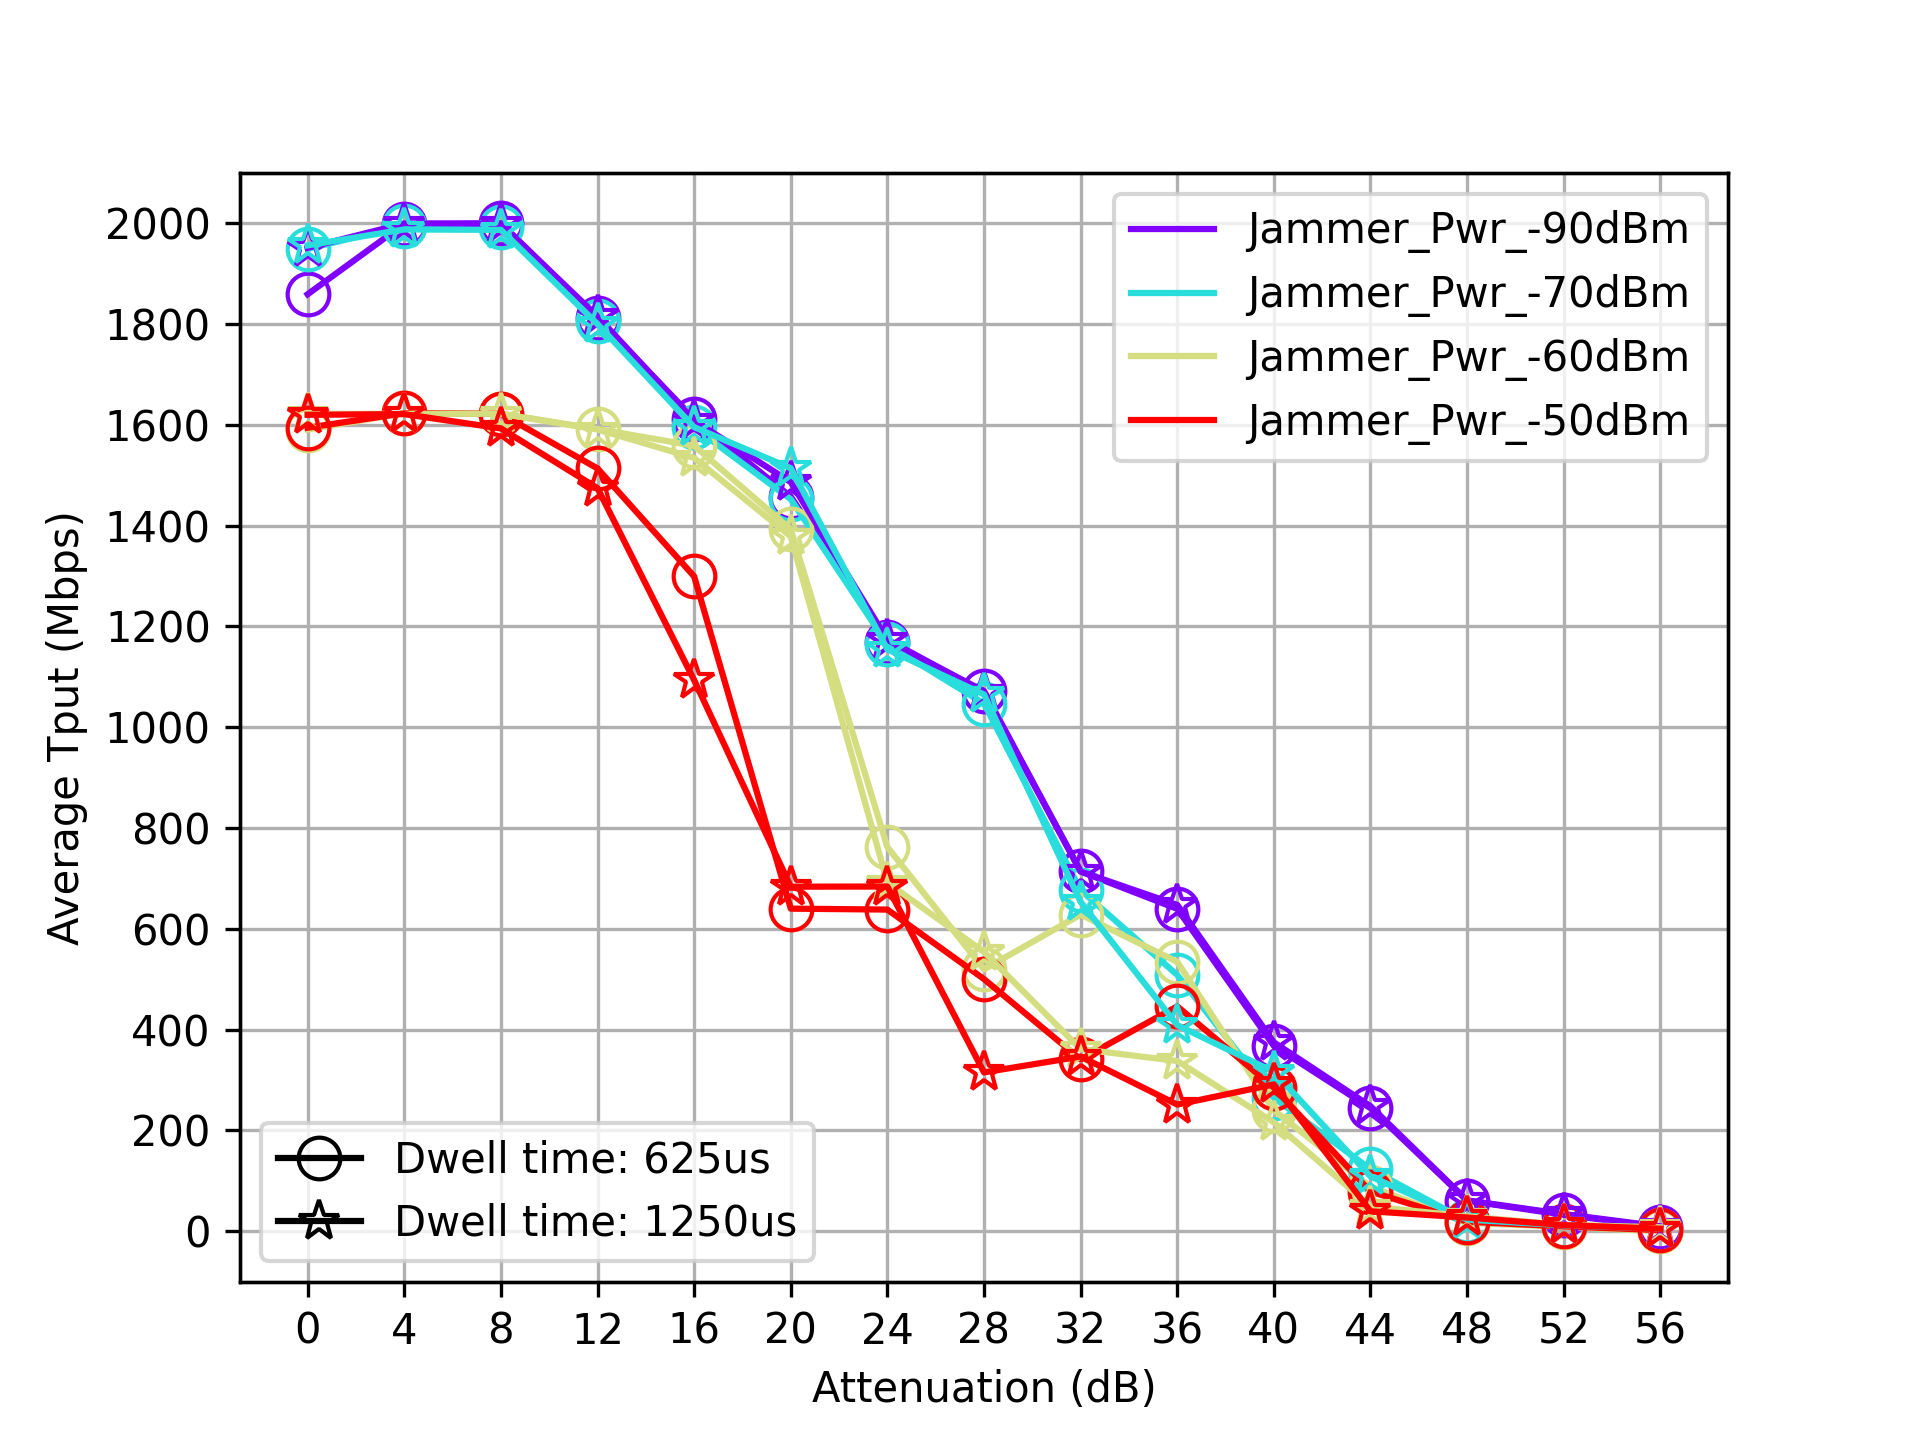 Jammer_Pwr_-90dBm
Jammer_Pwr_-70dBm
Jammer_Pwr_-60dBm
Jammer_Pwr_-50dBm
2000
1800
1600
1400
1200
1000
800
600
400
200
0
Average Tput (Mbps)
Dwell time: 625us
Dwell time: 1250us
0 4 8 12 16 20 24 28 32 36 40 44 48 52 56
Attenuation (dB)